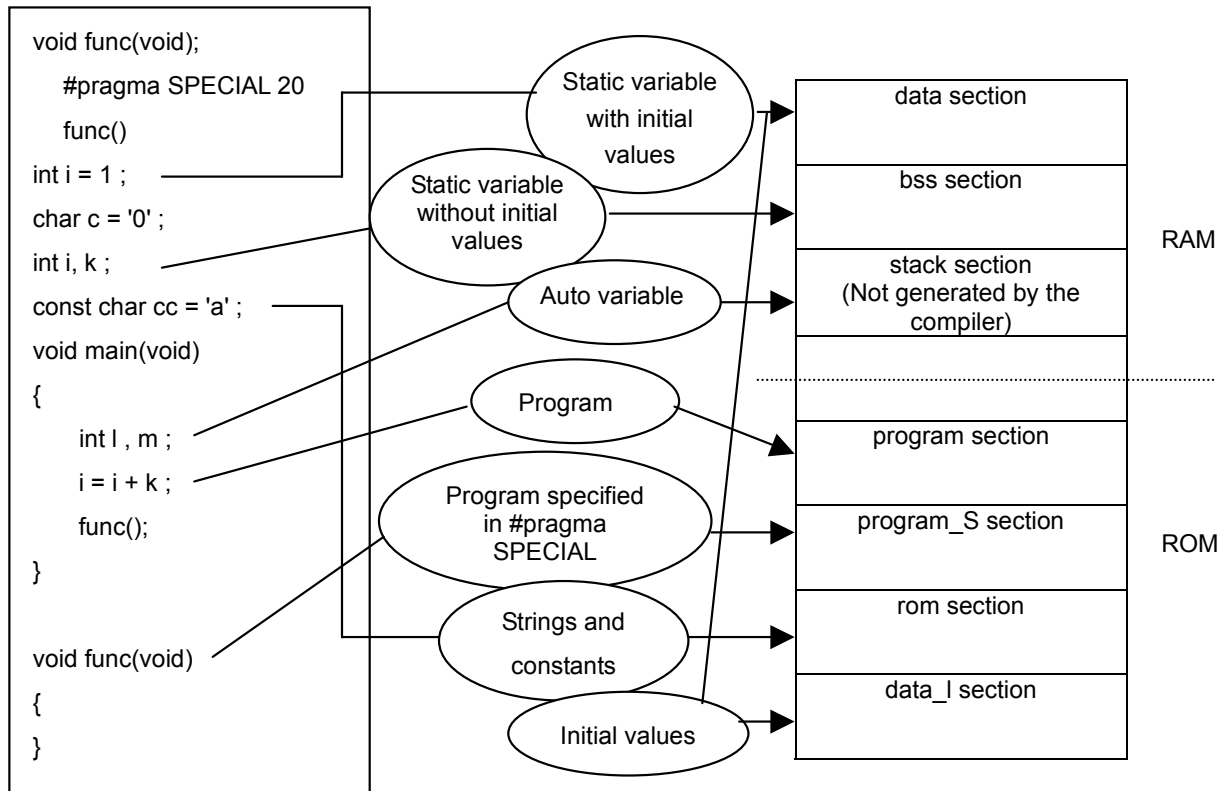 void func(void);
#pragma SPECIAL 20
func()
int i = 1 ;
char c = '0' ;
int i, k ;
const char cc = 'a' ;
void main(void)
{
int l , m ;
i = i + k ;
func();
}
void func(void)
{
}
Static variable
with initial
values
Static variable
without initial
values
Auto variable
Program
Program specified
in #pragma
SPECIAL
Strings and
constants
Initial values
data section
bss section
stack section
(Not generated by the
compiler)
program section
program_S section
rom section
data_I section
RAM
ROM